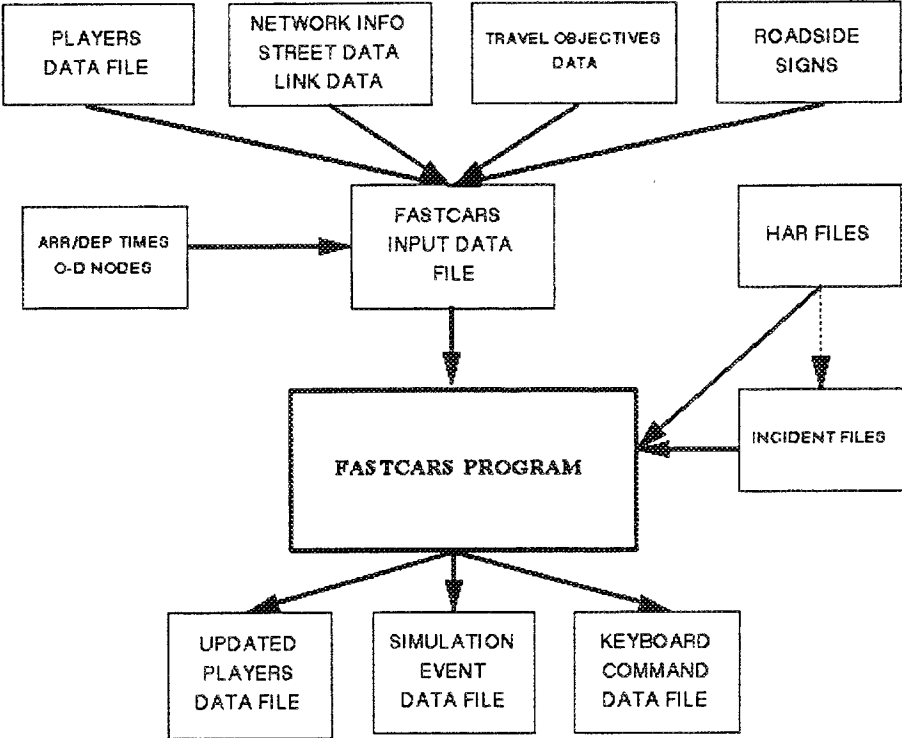 PLAYERS
DATA FILE
NETWORK INFO
STREET DATA
LINK DATA
TRAVEL OBJECTIVES
DATA
ROADSIDE
SIGNS
ARR/DEP TIMES
O-D NODES
FASTCARS
INPUT DATA
FILE
HAR FILES
FASTCARS PROGRAM
INCIDENT FILES
UPDATED
PLAYERS
DATA FILE
SIMULATION
EVENT
DATA FILE
KEYBOARD
COMMAND
DATA FILE